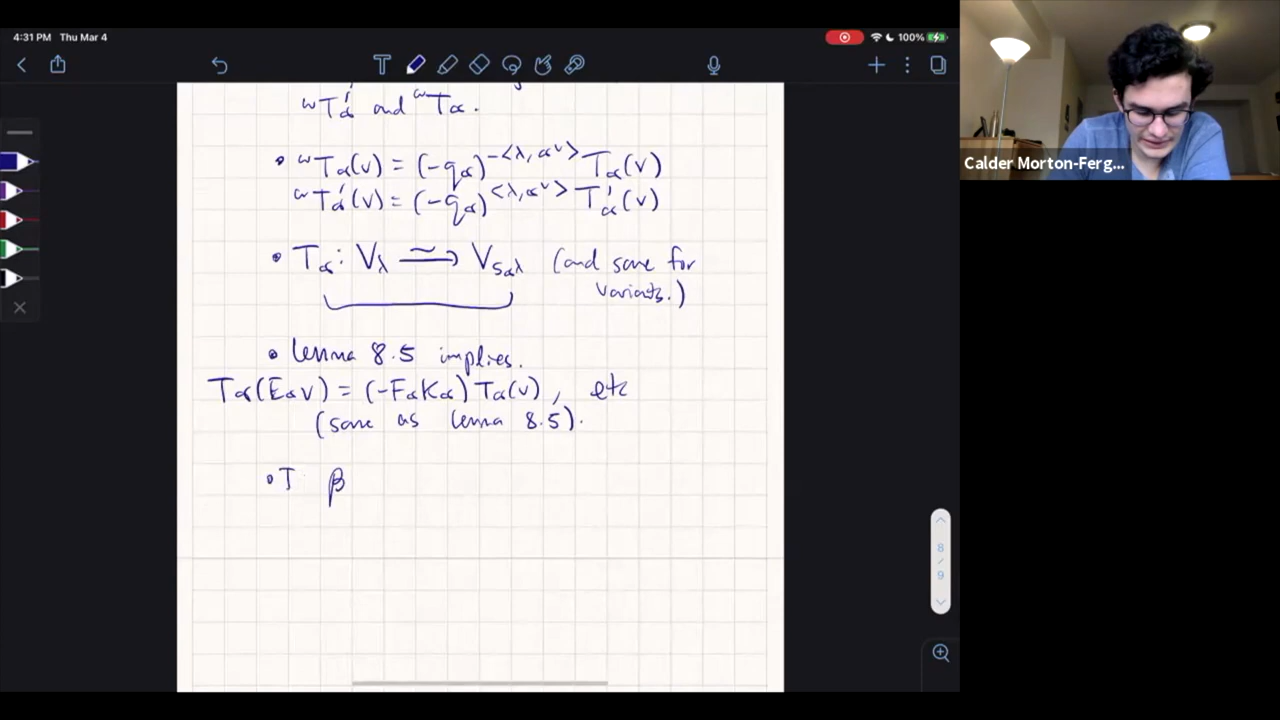 4:31 PM Thu Mar 4
100%
T
ωT'α and ωTα.
• ωTα(v) = (-qα)^{-<λ, α^∨>} Tα(v)
ωT'α(v) = (-qα)^{<λ, α^∨>} T'α(v)
• Tα: Vλ ⥲ V_{sαλ} (and same for
variants.)
• lemma 8.5 implies.
Tα(Eαv) = (-FαKα) Tα(v), etc
(same as lemma 8.5).
• T β
8
/
9
Calder Morton-Ferg...